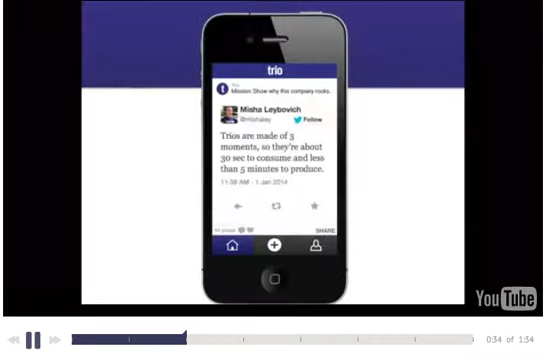 trio
Mission: Show why this company rocks.
Misha Leybovich
@mishaley
Follow
Trios are made of 3
moments, so they're about
30 sec to consume and less
than 5 minutes to produce.
11:38 AM - 1 Jan 2014
SHARE
YouTube
0:34 of 1:34